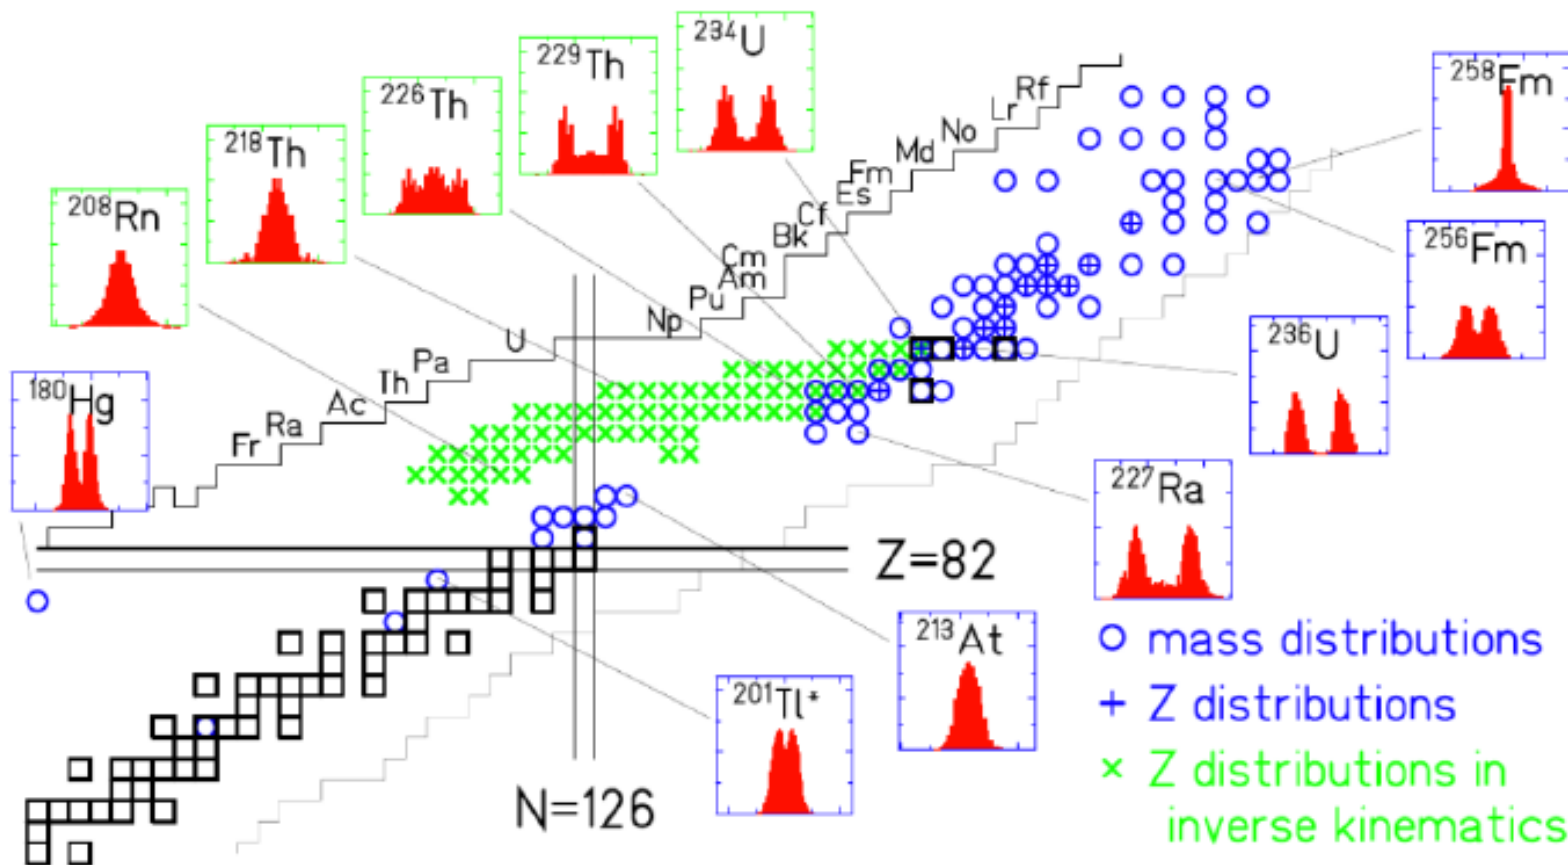 234U
229Th
258Fm
226Th
Rf
Lr
No
218Th
Md
Fm
Es
208Rn
Cf
Bk
256Fm
Cm
Am
Pu
Np
U
236U
Pa
Th
180Hg
Ac
Ra
Fr
227Ra
Z=82
213At
mass distributions
201Tl*
Z distributions
Z distributions in
inverse kinematics
N=126